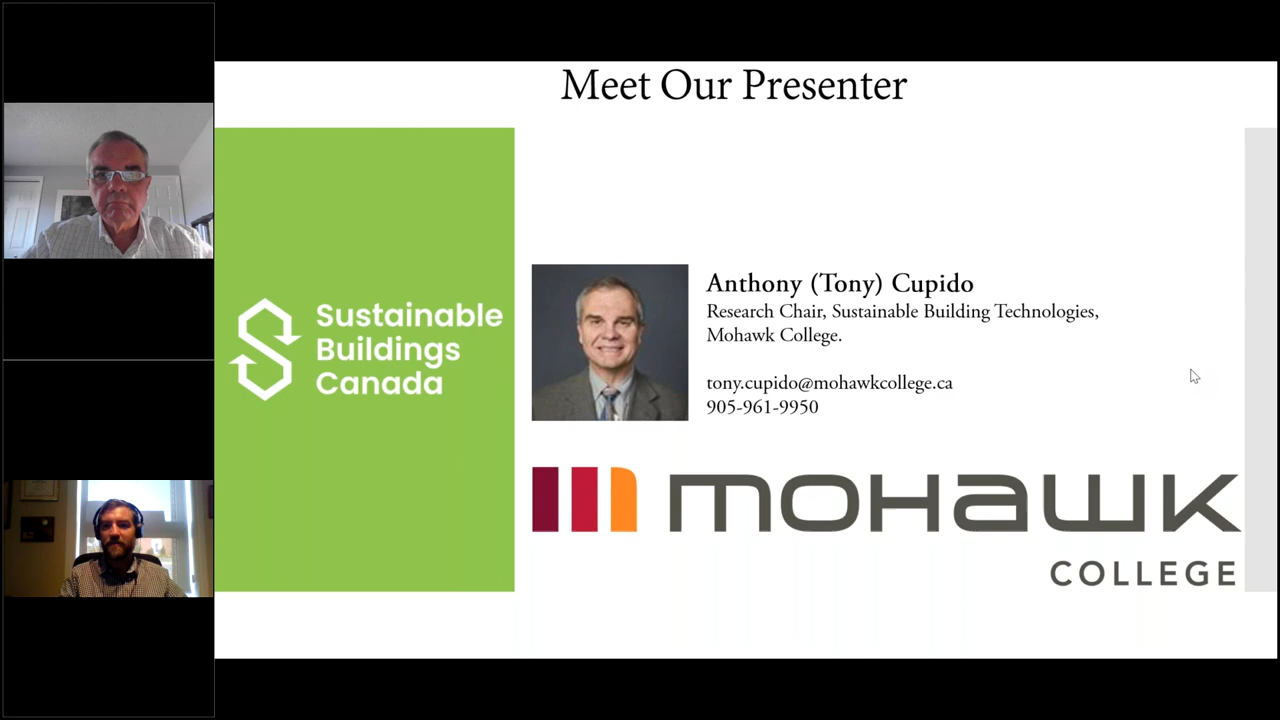 Meet Our Presenter
Sustainable
Buildings
Canada
Anthony (Tony) Cupido
Research Chair, Sustainable Building Technologies,
Mohawk College.
tony.cupido@mohawkcollege.ca
905-961-9950
mohawk
COLLEGE